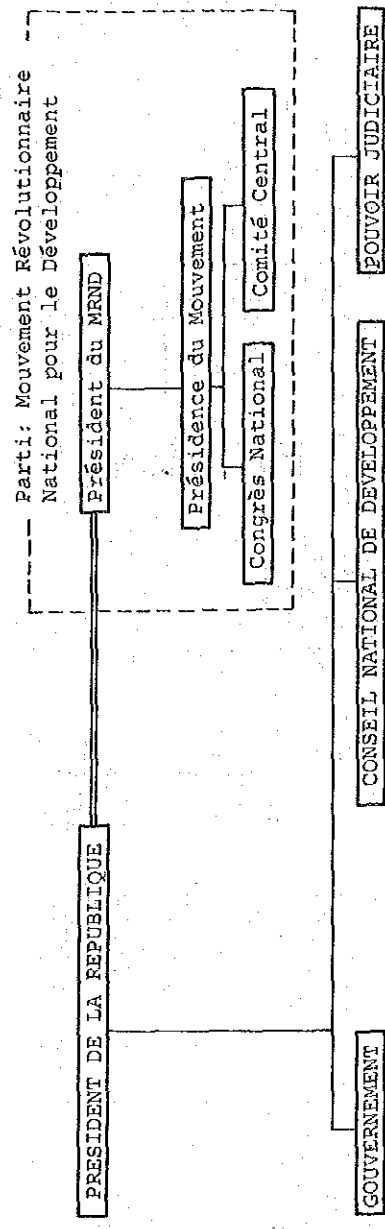 Parti: Mouvement Révolutionnaire
National pour le Développement
PRESIDENT DE LA REPUBLIQUE
Président du MRND
Présidence du Mouvement
Congrès National
Comité Central
GOUVERNEMENT
CONSEIL NATIONAL DE DEVELOPPEMENT
POUVOIR JUDICIAIRE